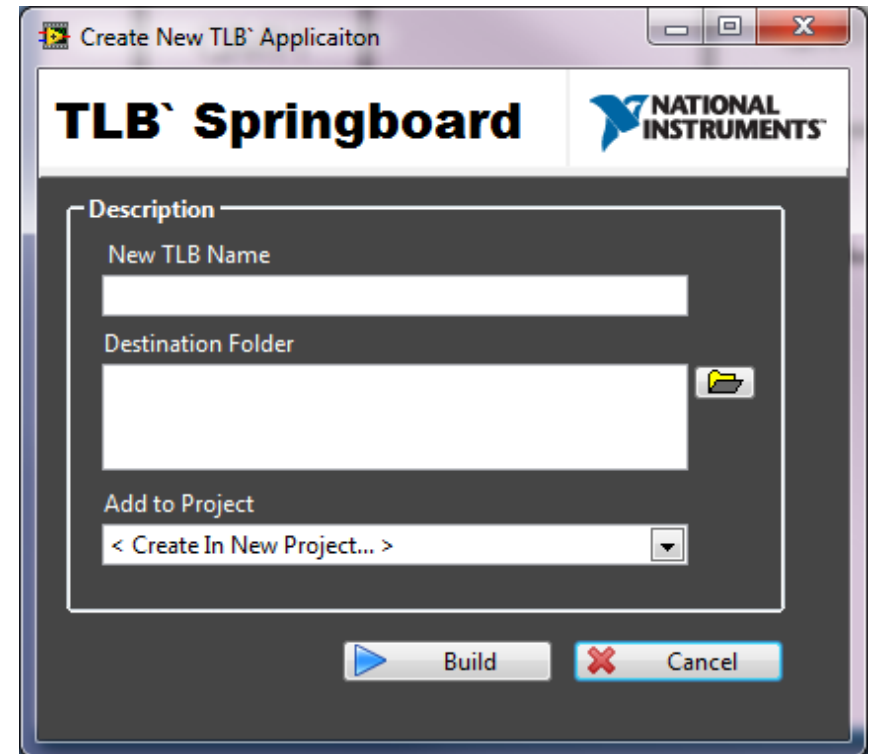 Create New TLB` Applicaiton
TLB` Springboard
NATIONAL
INSTRUMENTS
Description
New TLB Name
Destination Folder
Add to Project
< Create In New Project... >
Build
Cancel